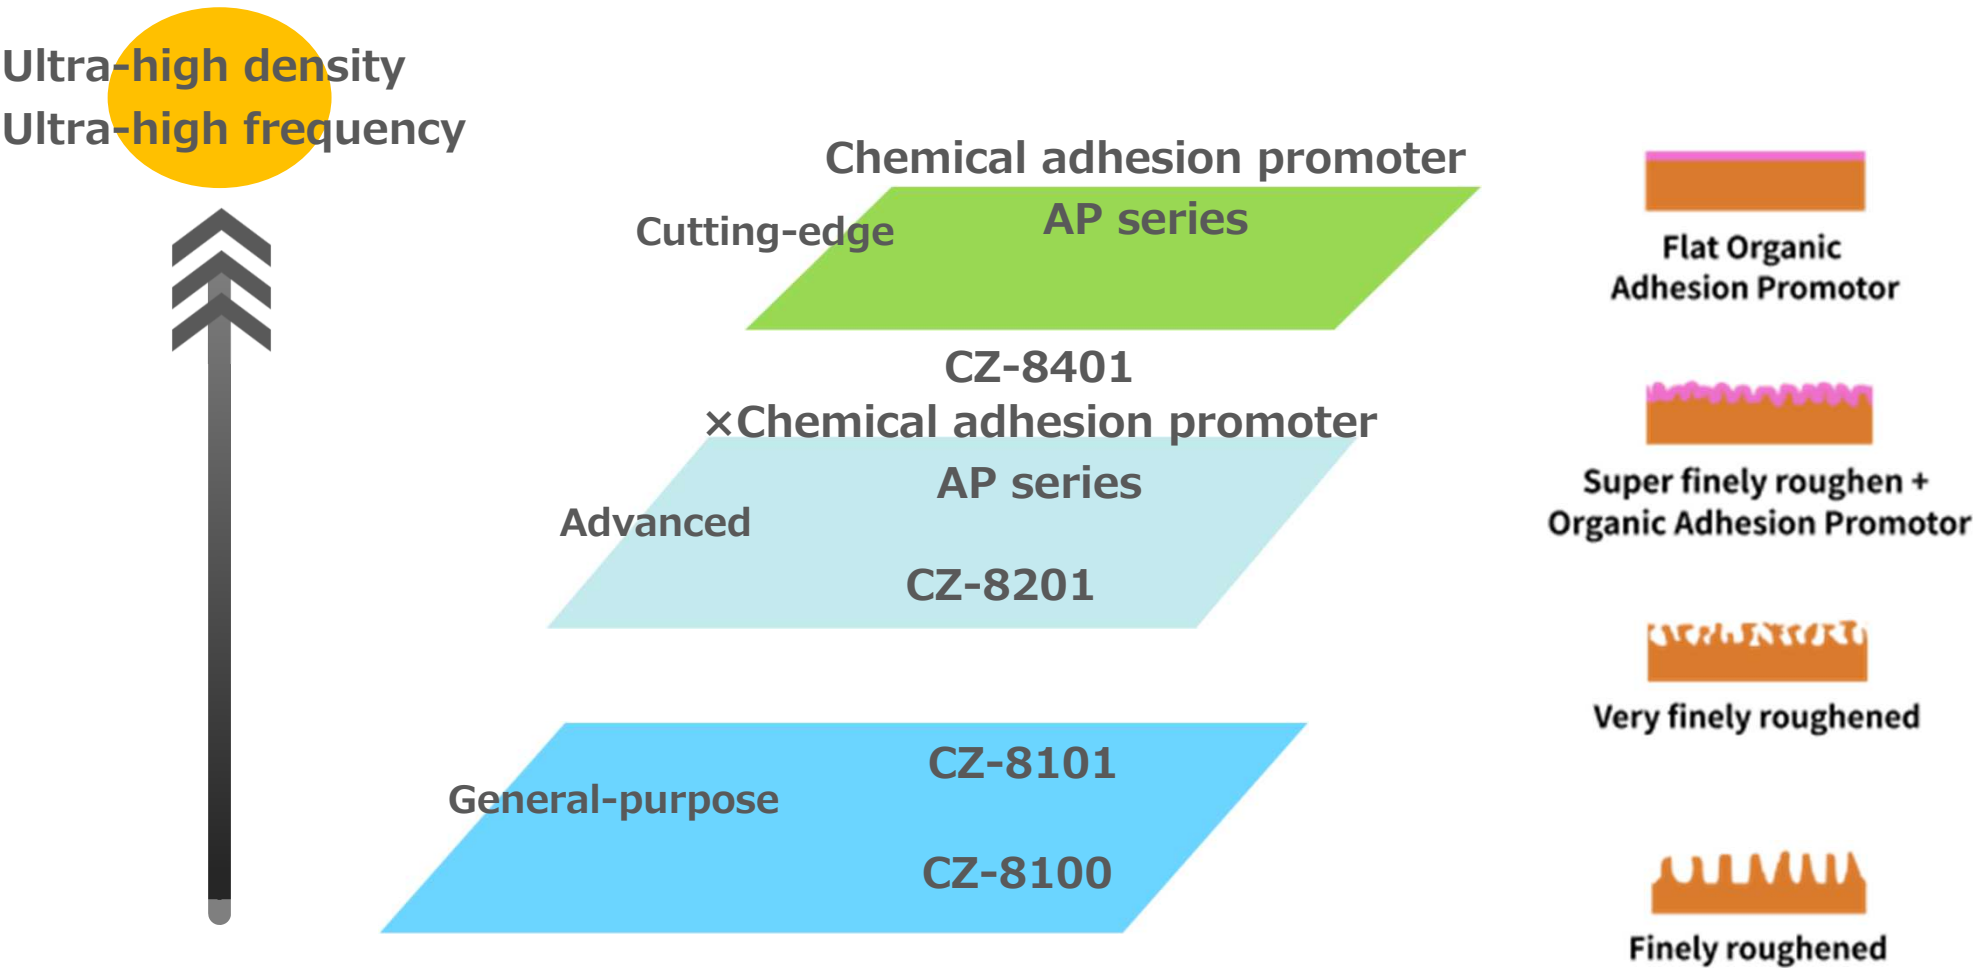 Ultra-high density
Ultra-high frequency
Chemical adhesion promoter
AP series
Cutting-edge
CZ-8401
×Chemical adhesion promoter
AP series
Advanced
CZ-8201
CZ-8101
General-purpose
CZ-8100
Flat Organic
Adhesion Promotor
Super finely roughen +
Organic Adhesion Promotor
Very finely roughened
Finely roughened